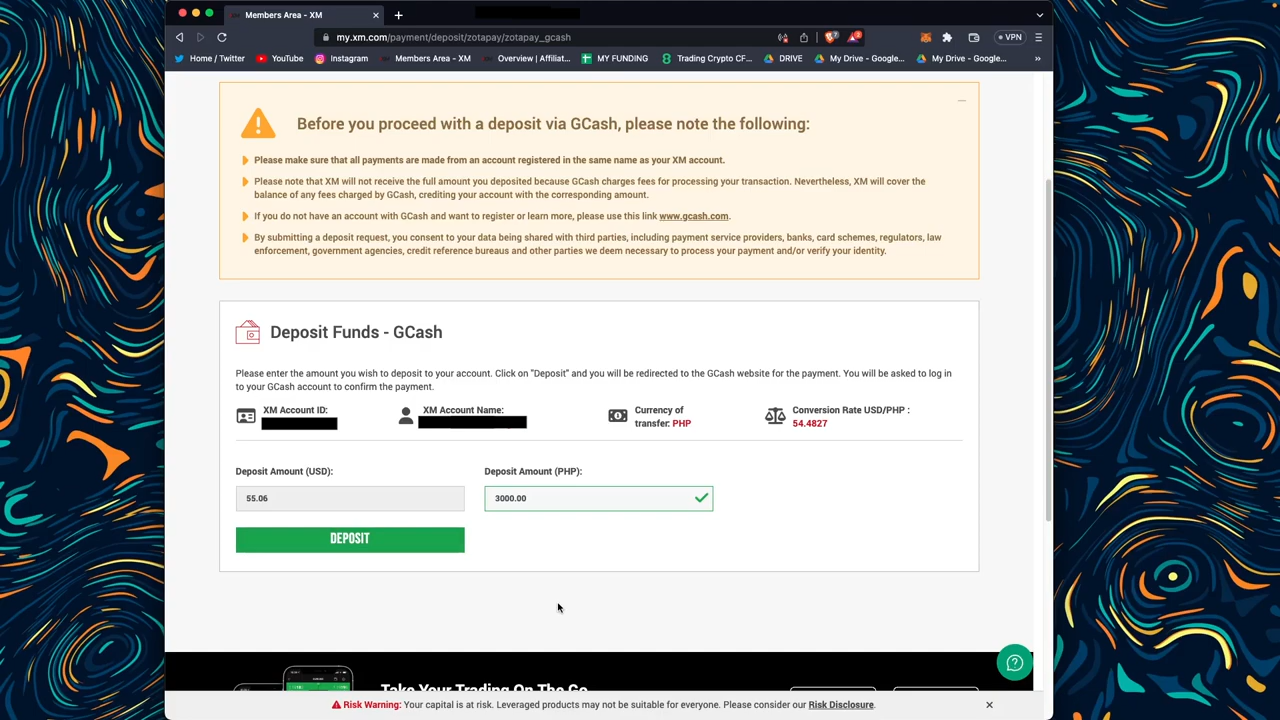 Members Area - XM
my.xm.com/payment/deposit/zotapay/zotapay_gcash
VPN
Home / Twitter
YouTube
Instagram
Members Area - XM
Overview | Affiliat...
MY FUNDING
Trading Crypto CF...
DRIVE
My Drive - Google...
My Drive - Google...
Before you proceed with a deposit via GCash, please note the following:
Please make sure that all payments are made from an account registered in the same name as your XM account.
Please note that XM will not receive the full amount you deposited because GCash charges fees for processing your transaction. Nevertheless, XM will cover the
balance of any fees charged by GCash, crediting your account with the corresponding amount.
If you do not have an account with GCash and want to register or learn more, please use this link www.gcash.com.
By submitting a deposit request, you consent to your data being shared with third parties, including payment service providers, banks, card schemes, regulators, law
enforcement, government agencies, credit reference bureaus and other parties we deem necessary to process your payment and/or verify your identity.
Deposit Funds - GCash
Please enter the amount you wish to deposit to your account. Click on "Deposit" and you will be redirected to the GCash website for the payment. You will be asked to log in
to your GCash account to confirm the payment.
XM Account ID:
XM Account Name:
Currency of
transfer: PHP
Conversion Rate USD/PHP :
54.4827
Deposit Amount (USD):
Deposit Amount (PHP):
55.06
3000.00
DEPOSIT
Take Your Trading On The Go
Risk Warning: Your capital is at risk. Leveraged products may not be suitable for everyone. Please consider our Risk Disclosure.